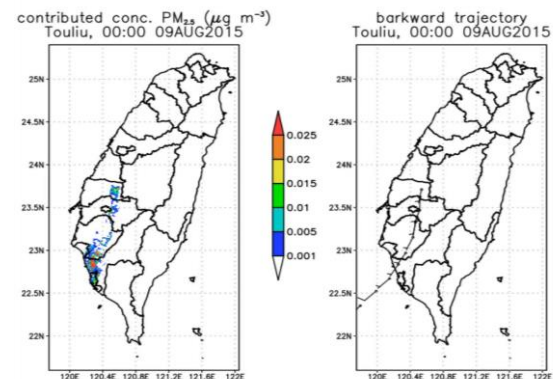 contributed conc. PM2.5 (μg m⁻³)
Touliu, 00:00 09AUG2015
25N
24.5N
24N
23.5N
23N
22.5N
22N
120E 120.4E 120.8E 121.2E 121.6E 122E
0.025
0.02
0.015
0.01
0.005
0.001
barkward trajectory
Touliu, 00:00 09AUG2015
25N
24.5N
24N
23.5N
23N
22.5N
22N
120E 120.4E 120.8E 121.2E 121.6E 122E